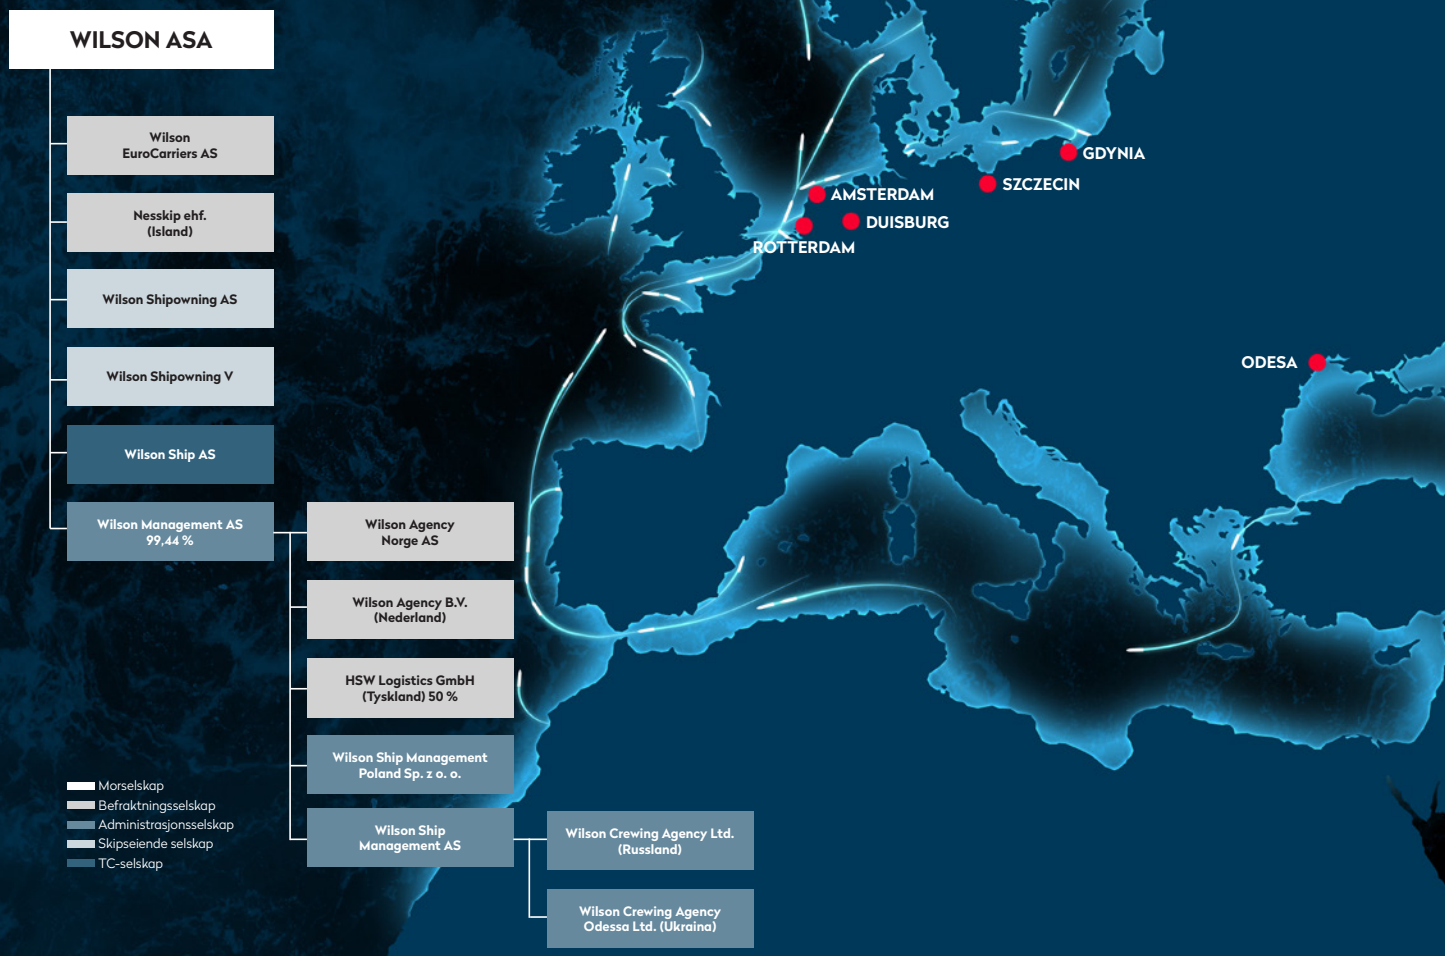 WILSON ASA
Wilson
EuroCarriers AS
Nesskip ehf.
(Island)
Wilson Shipowning AS
Wilson Shipowning V
Wilson Ship AS
Wilson Management AS
99,44 %
Wilson Agency
Norge AS
Wilson Agency B.V.
(Nederland)
HSW Logistics GmbH
(Tyskland) 50 %
Wilson Ship Management
Poland Sp. z o. o.
Wilson Ship
Management AS
Wilson Crewing Agency Ltd.
(Russland)
Wilson Crewing Agency
Odessa Ltd. (Ukraina)
Morselskap
Befraktningsselskap
Administrasjonsselskap
Skipseiende selskap
TC-selskap
GDYNIA
SZCZECIN
AMSTERDAM
DUISBURG
ROTTERDAM
ODESA